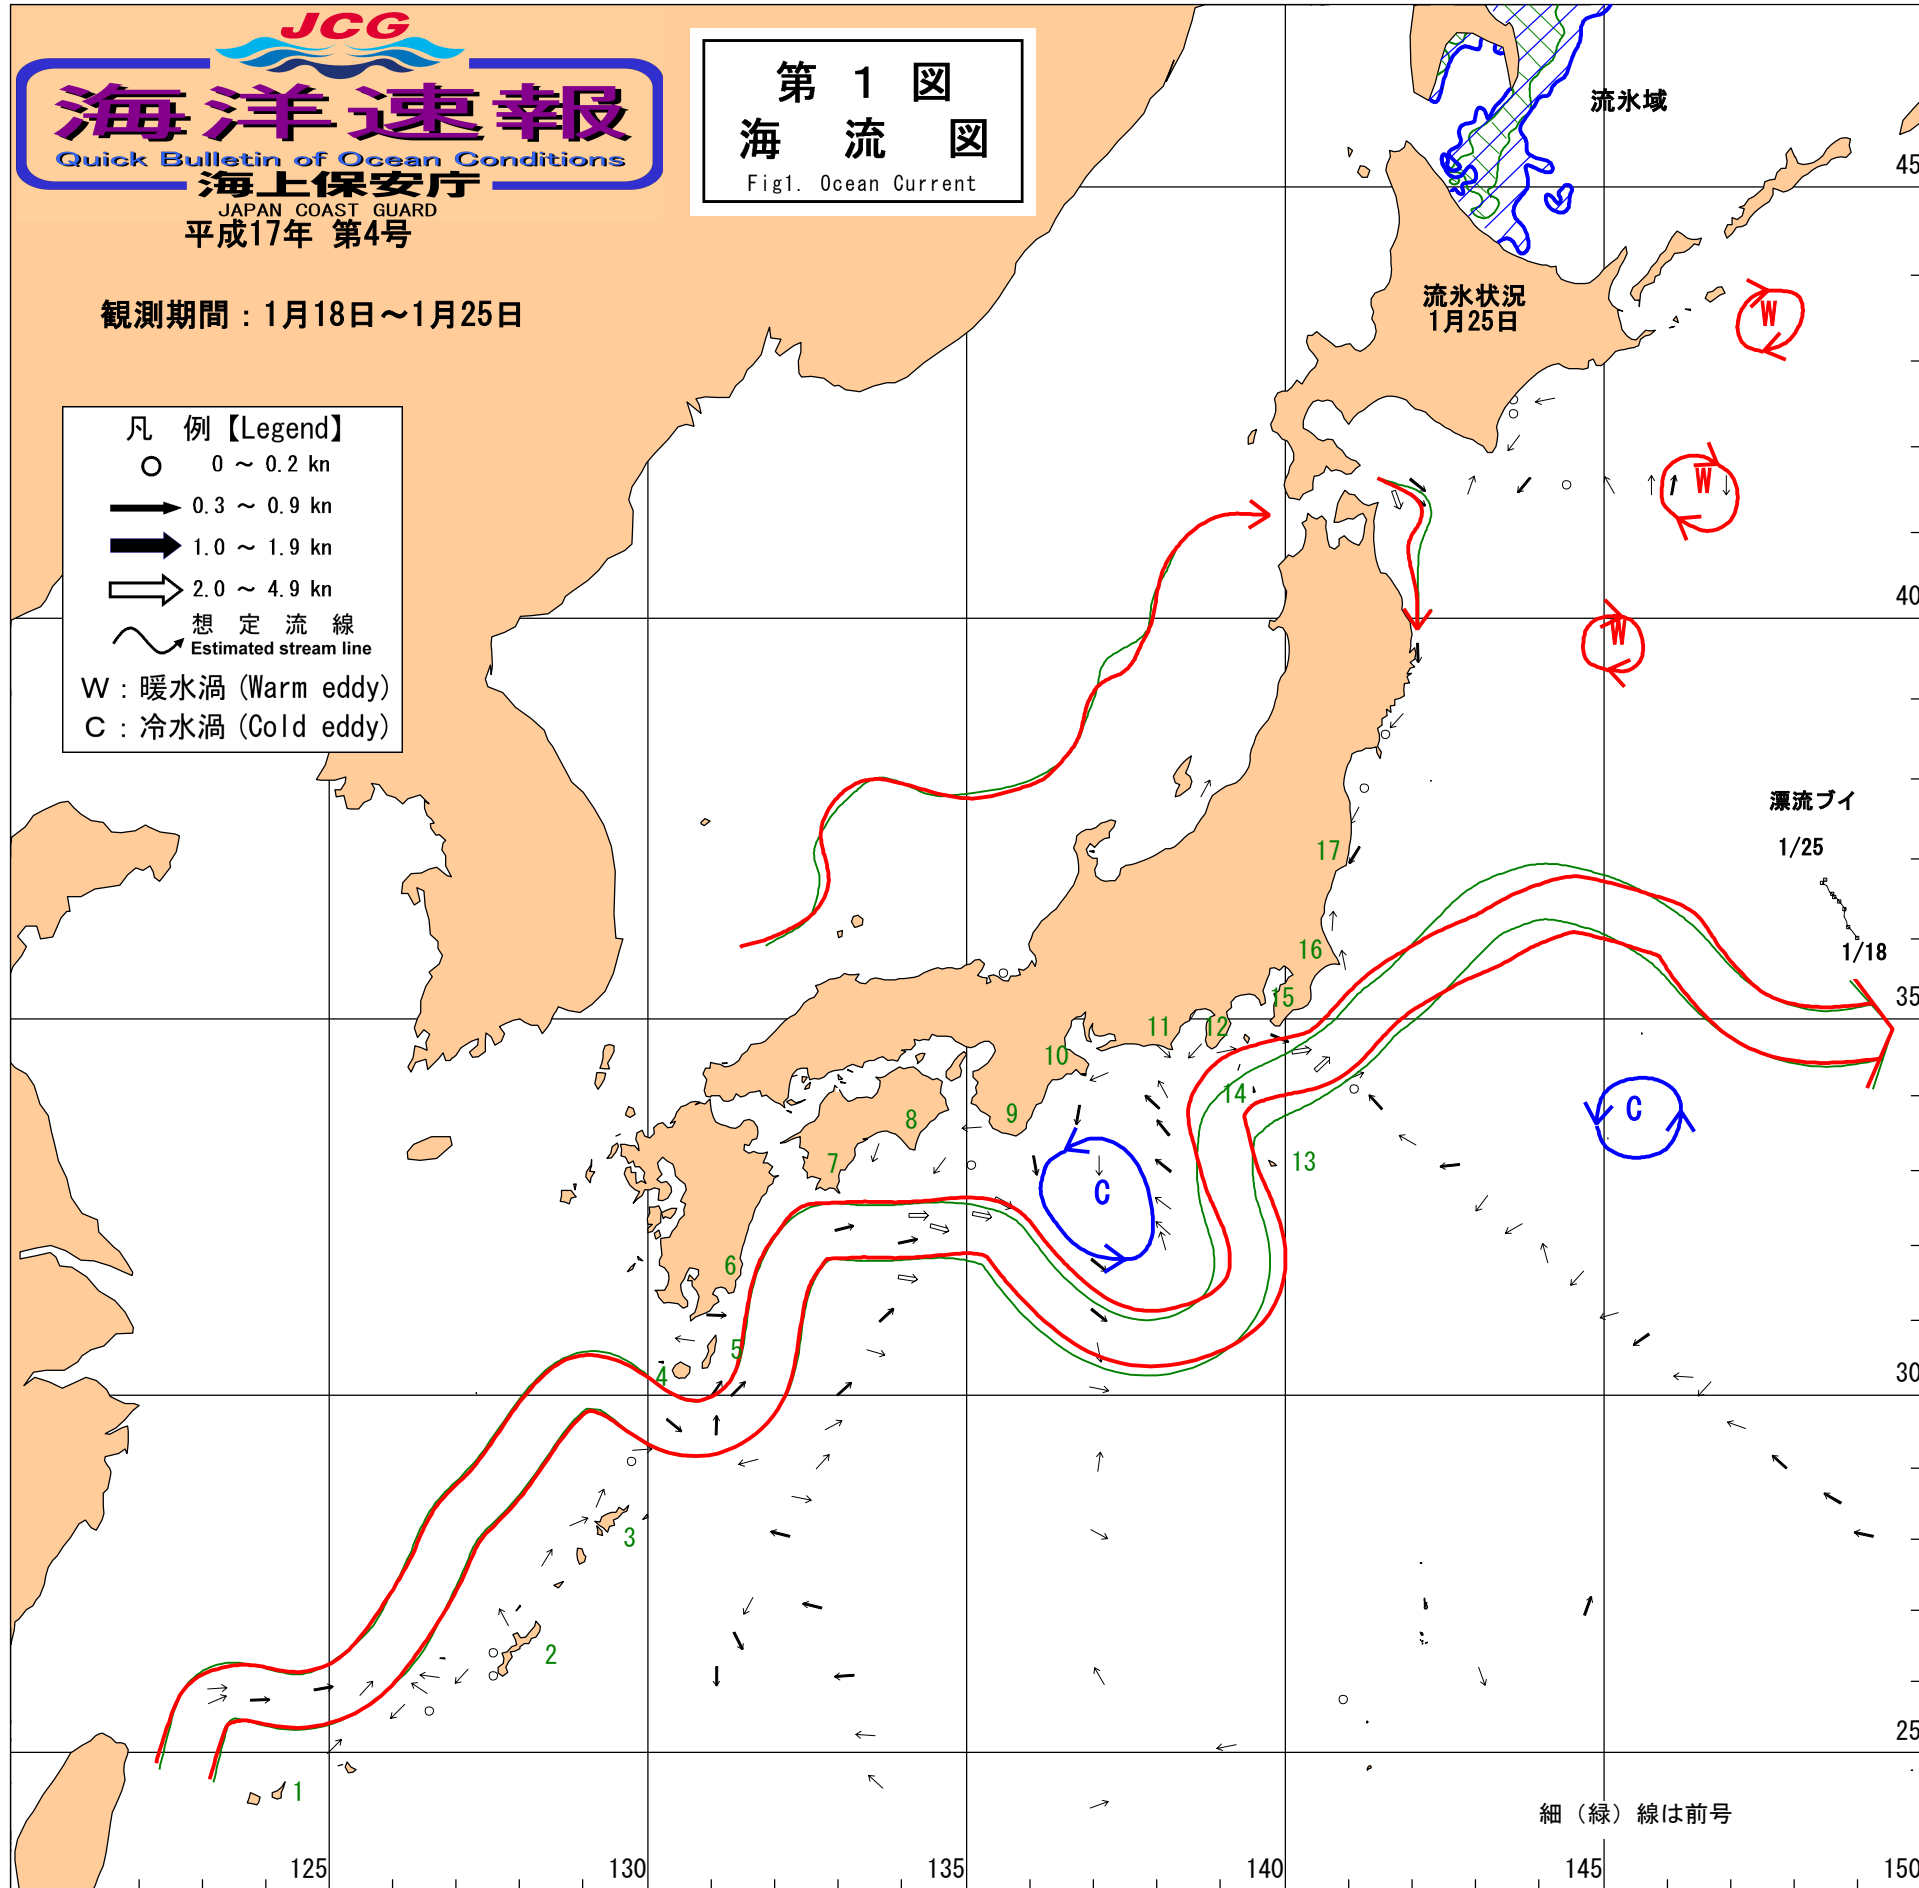 JCG
海洋速報
Quick Bulletin of Ocean Conditions
海上保安庁
JAPAN COAST GUARD
平成17年 第4号
観測期間：1月18日～1月25日
第 1 図
海 流 図
Fig1. Ocean Current
凡 例【Legend】
0 ～ 0.2 kn
0.3 ～ 0.9 kn
1.0 ～ 1.9 kn
2.0 ～ 4.9 kn
想 定 流 線
Estimated stream line
W：暖水渦(Warm eddy)
C：冷水渦(Cold eddy)
流氷域
45
流氷状況
1月25日
W
W
40
W
漂流ブイ
1/25
17
16
1/18
15
35
11
12
10
14
C
9
8
7
13
C
6
5
4
30
3
2
25
1
細（緑）線は前号
125
130
135
140
145
150